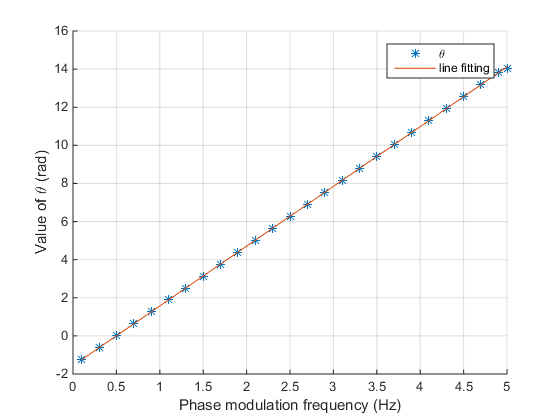 16
14
12
10
8
6
4
2
0
-2
0 0.5 1 1.5 2 2.5 3 3.5 4 4.5 5
Value of θ (rad)
Phase modulation frequency (Hz)
θ
line fitting